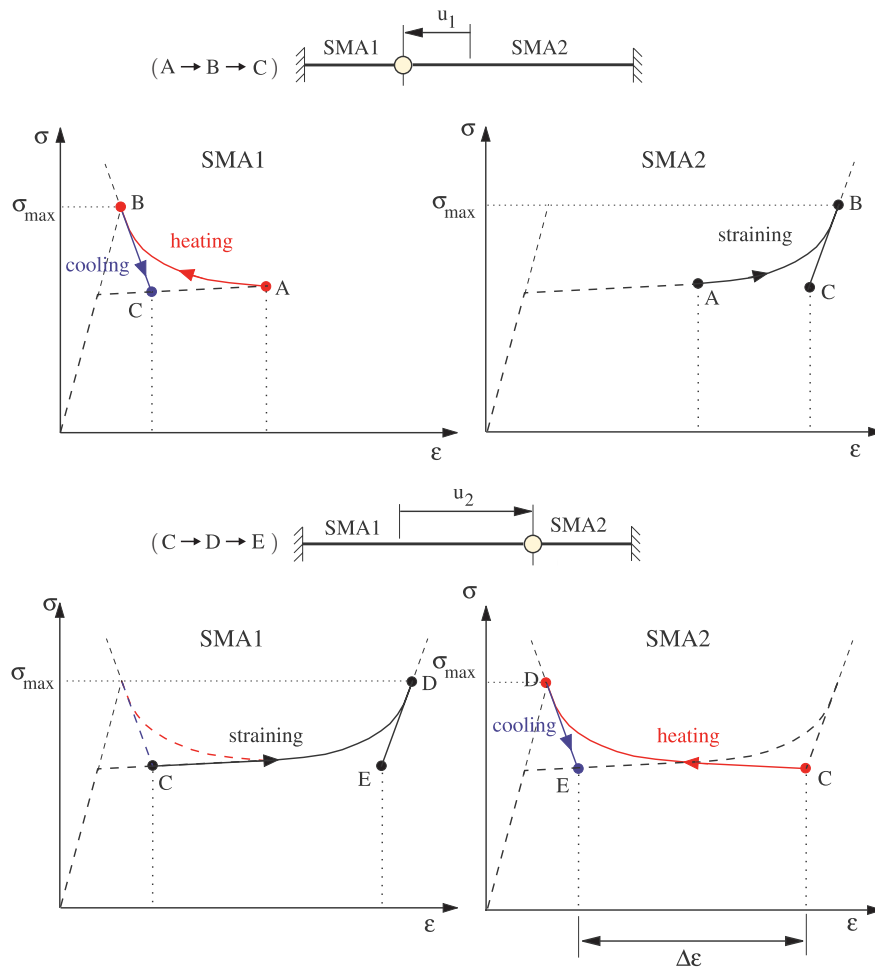 u1
SMA1 SMA2
( A → B → C )
σ SMA1
σmax B
heating
cooling
A
C
ε
σ SMA2
σmax B
straining
A C
ε
u2
SMA1 SMA2
( C → D → E )
σ SMA1
σmax D
straining
C E
ε
σ SMA2
σmax D
cooling heating
E C
ε
Δε